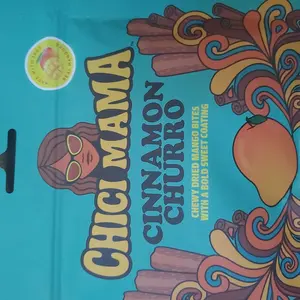 CHICI MAMA
CINNAMON
CHURRO
CHEWY DRIED MANGO BITES
WITH A BOLD SWEET COATING